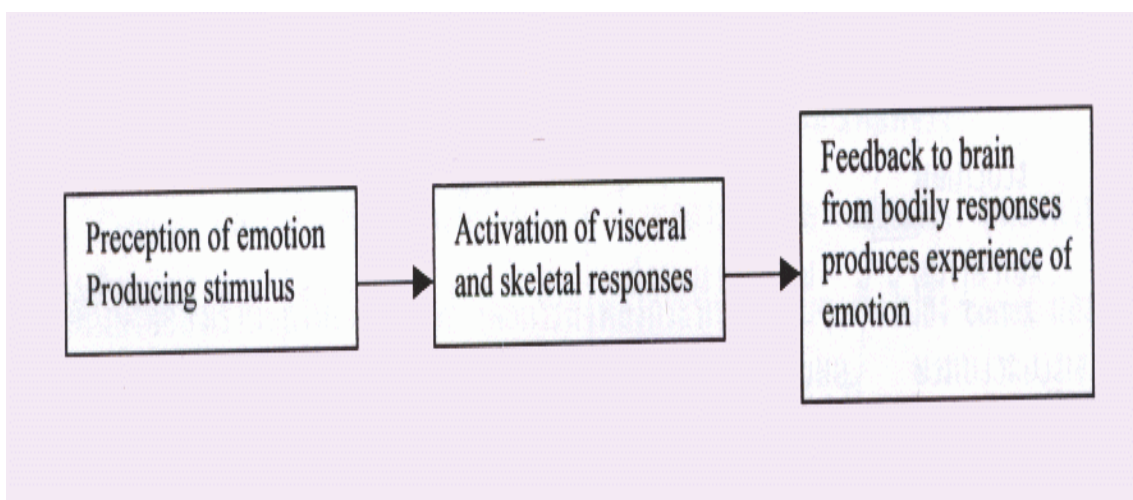 Preception of emotion
Producing stimulus
Activation of visceral
and skeletal responses
Feedback to brain
from bodily responses
produces experience of
emotion